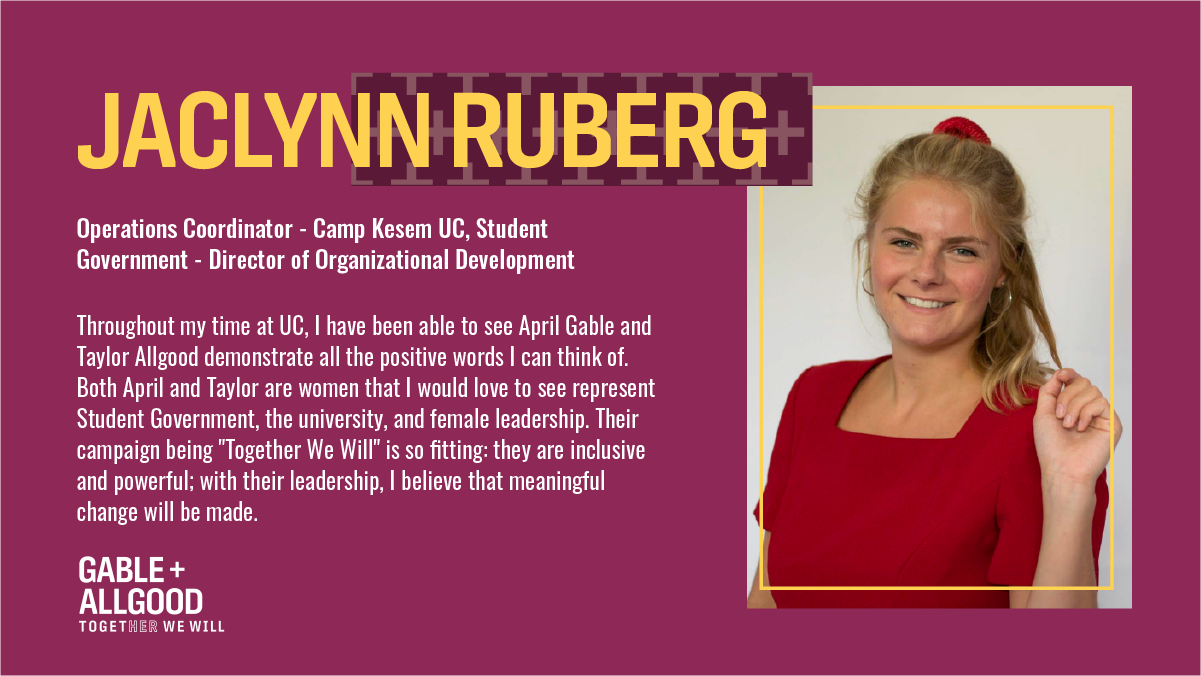 JACLYNN RUBERG
Operations Coordinator - Camp Kesem UC, Student
Government - Director of Organizational Development
Throughout my time at UC, I have been able to see April Gable and
Taylor Allgood demonstrate all the positive words I can think of.
Both April and Taylor are women that I would love to see represent
Student Government, the university, and female leadership. Their
campaign being "Together We Will" is so fitting: they are inclusive
and powerful; with their leadership, I believe that meaningful
change will be made.
GABLE +
ALLGOOD
TOGETHER WE WILL